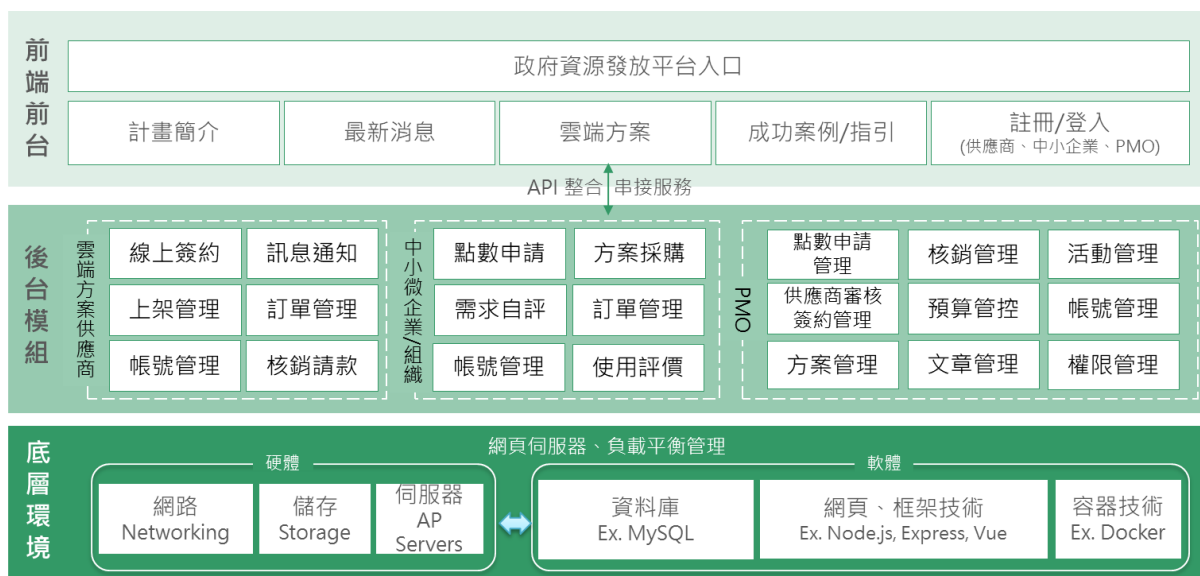 前端前台
政府資源發放平台入口
計畫簡介
最新消息
雲端方案
成功案例/指引
註冊/登入
(供應商、中小企業、PMO)
API 整合 串接服務
後台模組
雲端方案供應商
線上簽約
訊息通知
上架管理
訂單管理
帳號管理
核銷請款
中小微企業/組織
點數申請
方案採購
需求自評
訂單管理
帳號管理
使用評價
PMO
點數申請
管理
核銷管理
活動管理
供應商審核
簽約管理
預算管控
帳號管理
方案管理
文章管理
權限管理
底層環境
網頁伺服器、負載平衡管理
硬體
網路
Networking
儲存
Storage
伺服器
AP
Servers
軟體
資料庫
Ex. MySQL
網頁、框架技術
Ex. Node.js, Express, Vue
容器技術
Ex. Docker